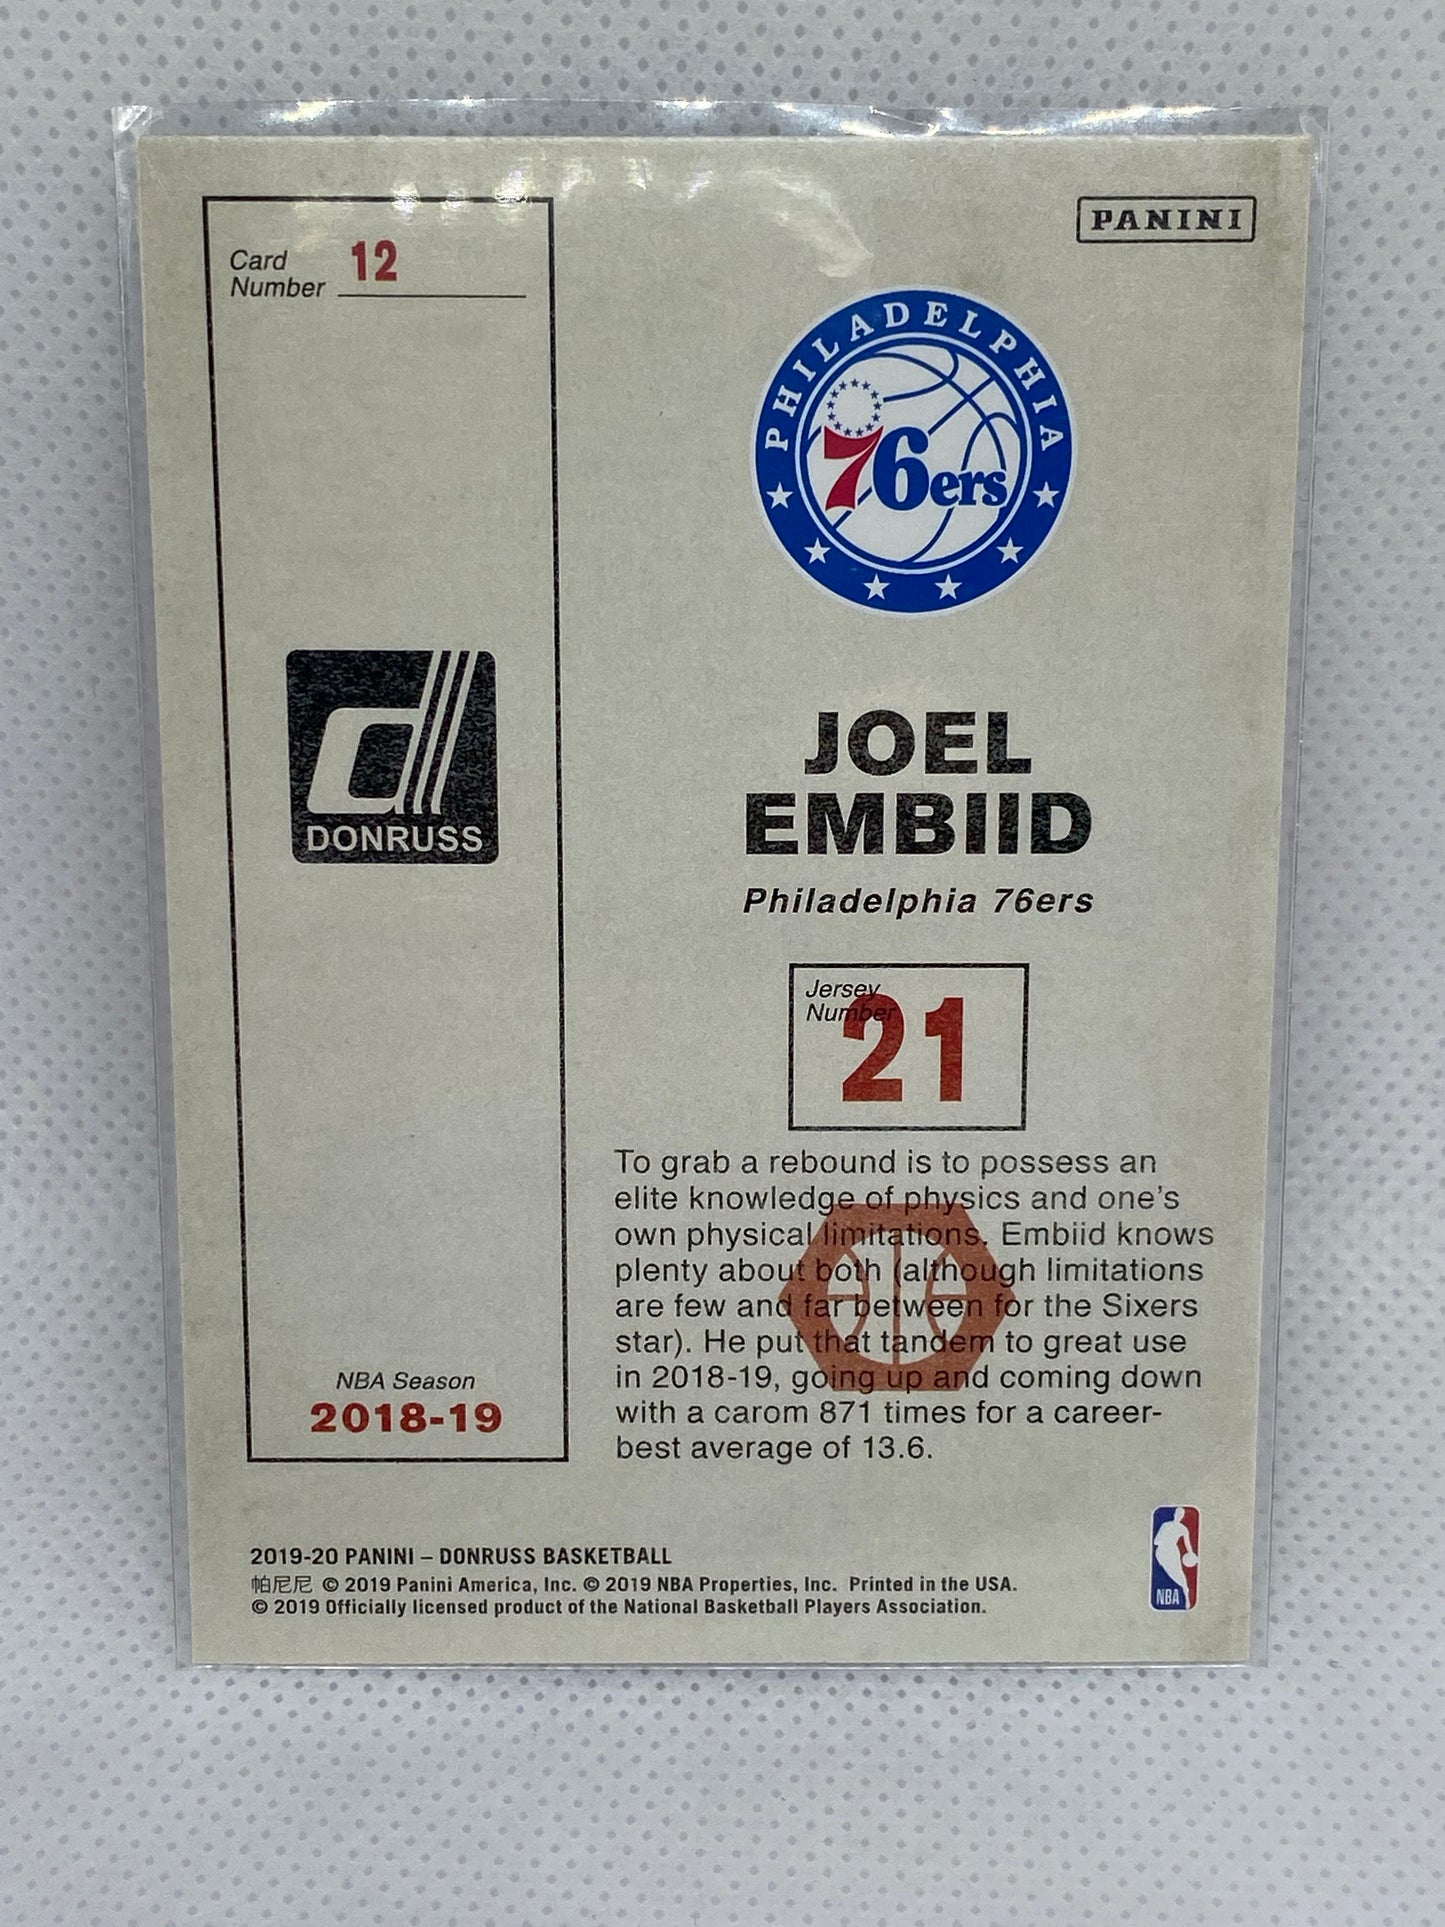 Card
Number 12
PANINI
PHILADELPHIA
76ers
DONRUSS
JOEL
EMBIID
Philadelphia 76ers
Jersey
Number
21
To grab a rebound is to possess an
elite knowledge of physics and one's
own physical limitations. Embiid knows
plenty about both (although limitations
are few and far between for the Sixers
star). He put that tandem to great use
in 2018-19, going up and coming down
with a carom 871 times for a career-
best average of 13.6.
NBA Season
2018-19
2019-20 PANINI – DONRUSS BASKETBALL
帕尼尼 © 2019 Panini America, Inc. © 2019 NBA Properties, Inc. Printed in the USA.
© 2019 Officially licensed product of the National Basketball Players Association.
NBA